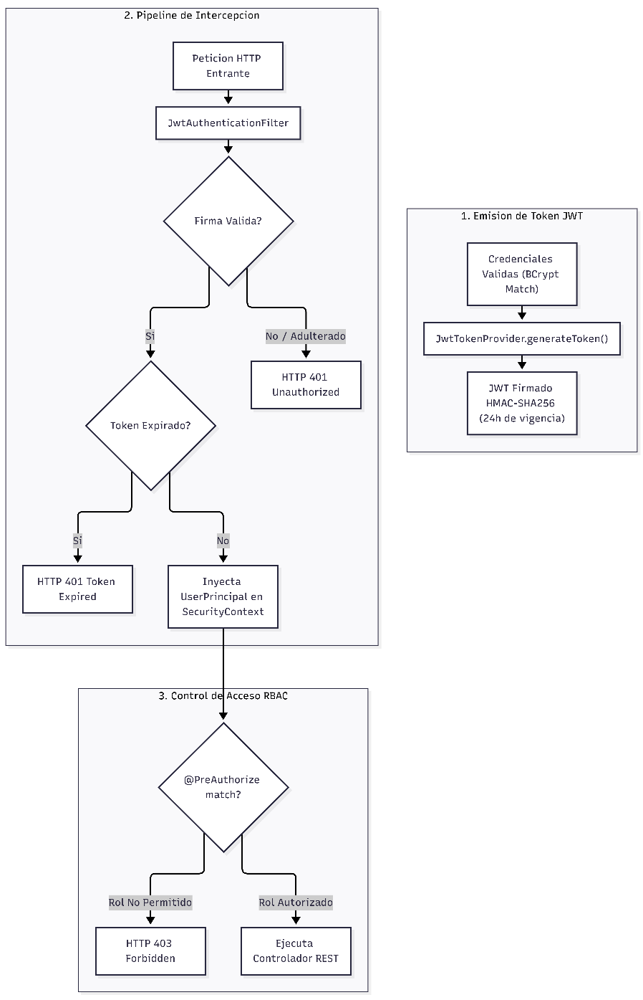 2. Pipeline de Intercepcion
Peticion HTTP
Entrante
JwtAuthenticationFilter
Firma Valida?
Si
No / Adulterado
HTTP 401
Unauthorized
Token Expirado?
Si
No
HTTP 401 Token
Expired
Inyecta
UserPrincipal en
SecurityContext
1. Emision de Token JWT
Credenciales
Validas (BCrypt
Match)
JwtTokenProvider.generateToken()
JWT Firmado
HMAC-SHA256
(24h de vigencia)
3. Control de Acceso RBAC
@PreAuthorize
match?
Rol No Permitido
Rol Autorizado
HTTP 403
Forbidden
Ejecuta
Controlador REST